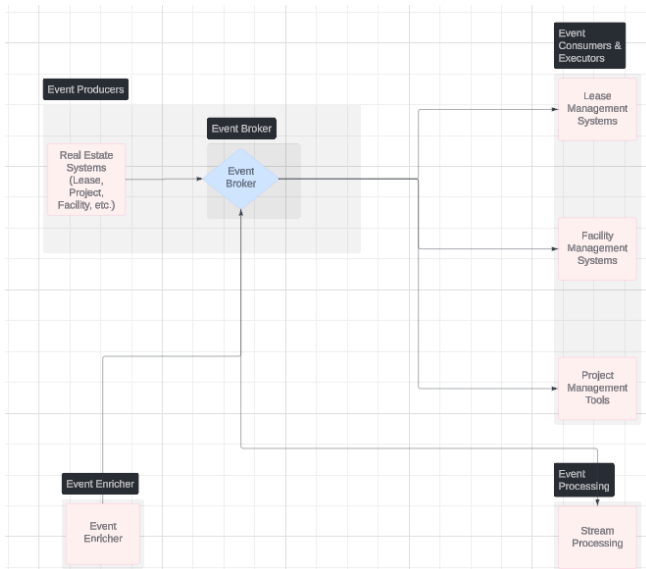 Event
Consumers &
Executors
Event Producers
Lease
Management
Systems
Event Broker
Real Estate
Systems
(Lease,
Project,
Facility, etc.)
Event
Broker
Facility
Management
Systems
Project
Management
Tools
Event Enricher
Event
Processing
Event
Enricher
Stream
Processing